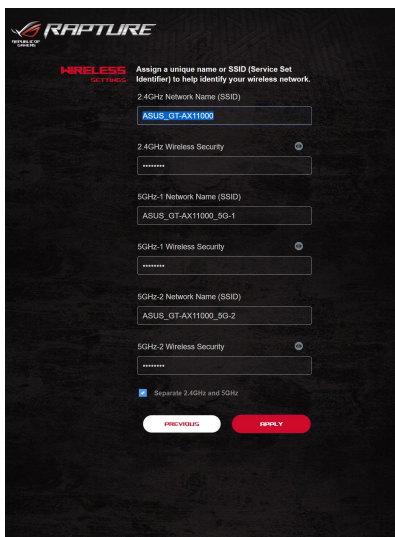 RAPTURE
REPUBLIC OF
GAMERS
WIRELESS
SETTINGS
Assign a unique name or SSID (Service Set
Identifier) to help identify your wireless network.
2.4GHz Network Name (SSID)
ASUS_GT-AX11000
2.4GHz Wireless Security
••••••••
5GHz-1 Network Name (SSID)
ASUS_GT-AX11000_5G-1
5GHz-1 Wireless Security
••••••••
5GHz-2 Network Name (SSID)
ASUS_GT-AX11000_5G-2
5GHz-2 Wireless Security
••••••••
Separate 2.4GHz and 5GHz
PREVIOUS
APPLY